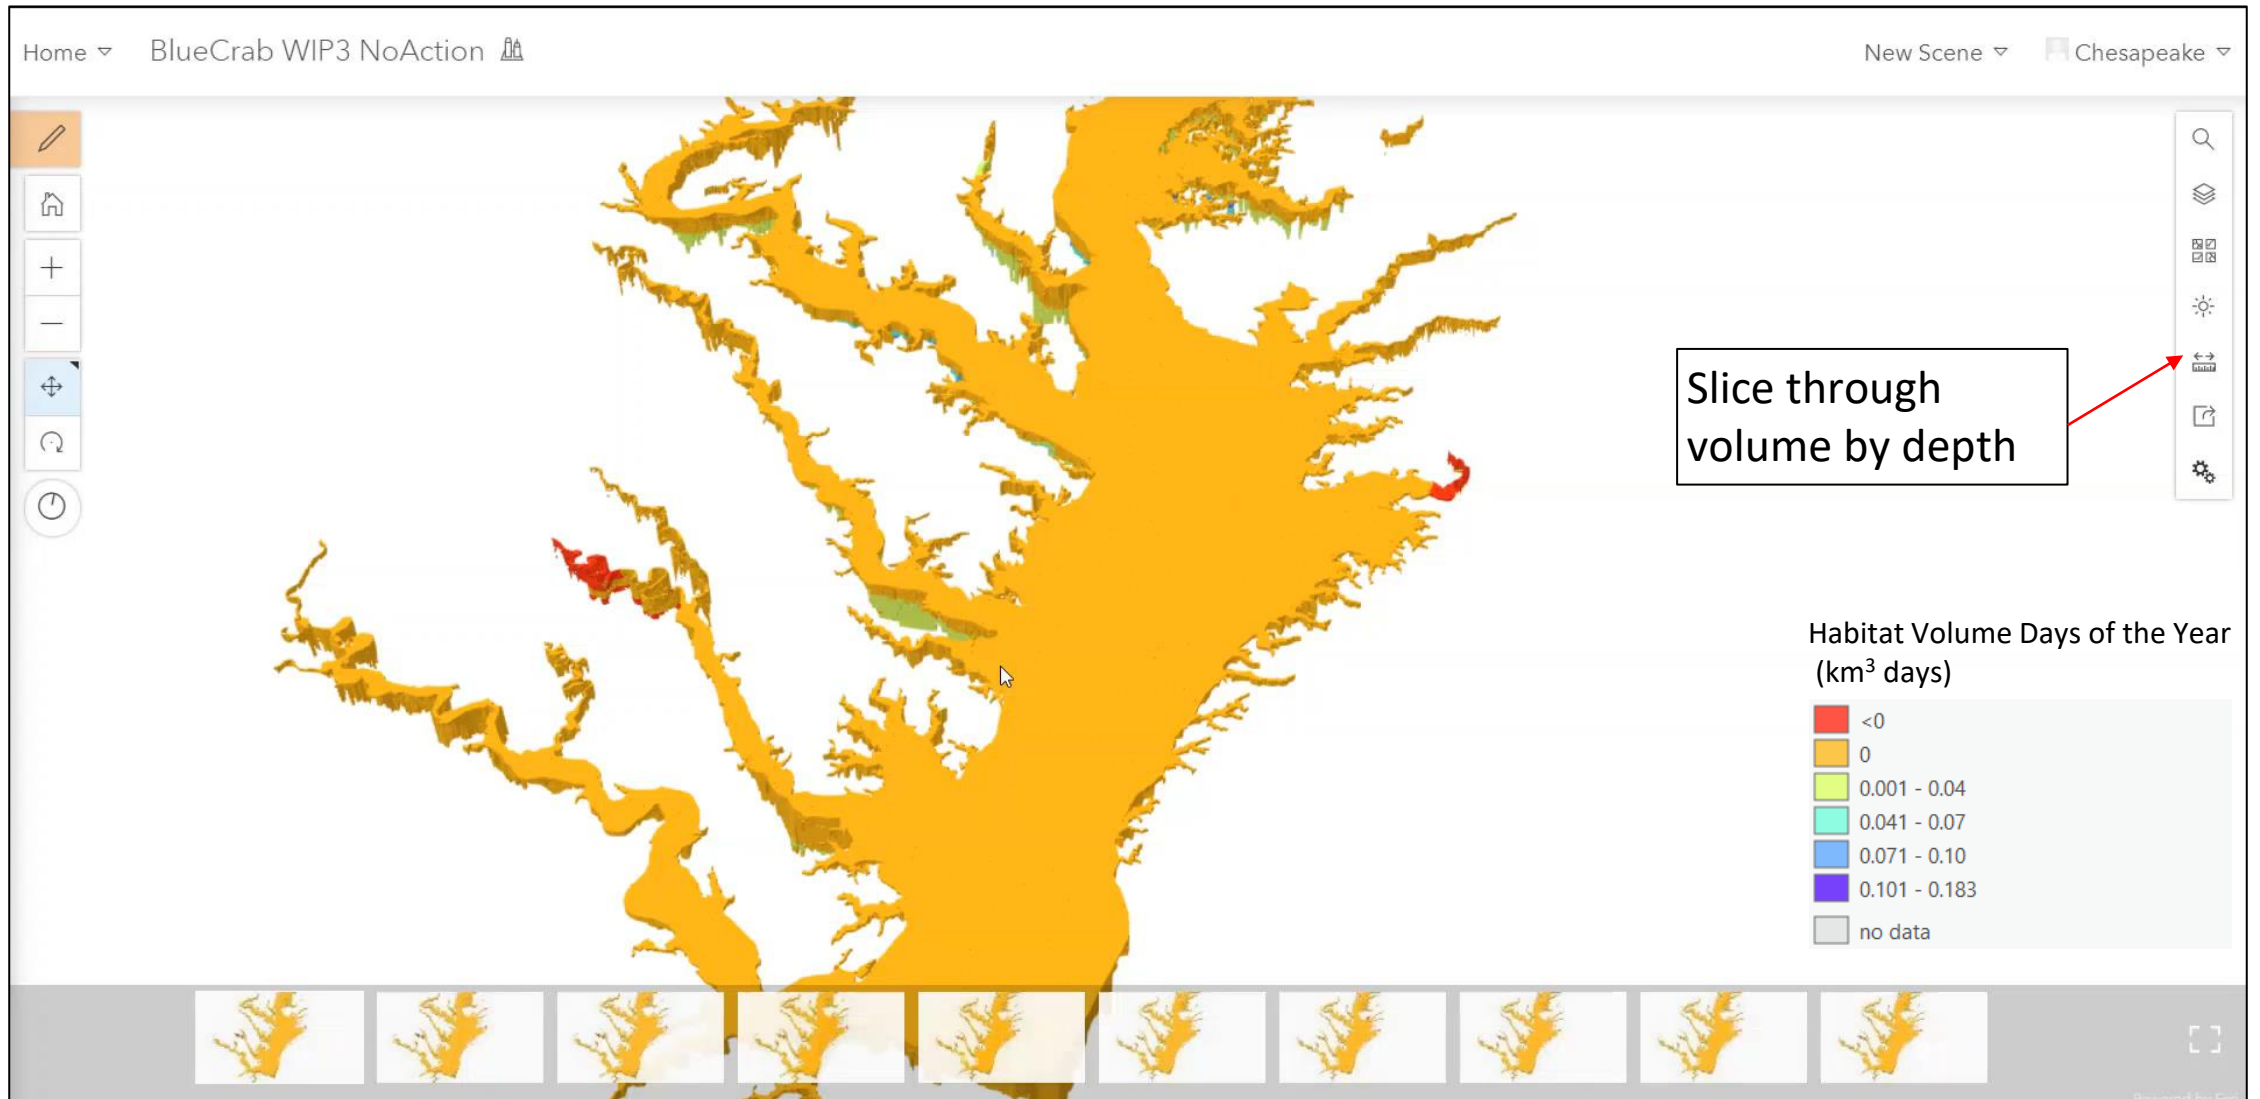 Home BlueCrab WIP3 NoAction New Scene Chesapeake
Slice through
volume by depth
Habitat Volume Days of the Year
(km³ days)
<0
0
0.001 - 0.04
0.041 - 0.07
0.071 - 0.10
0.101 - 0.183
no data